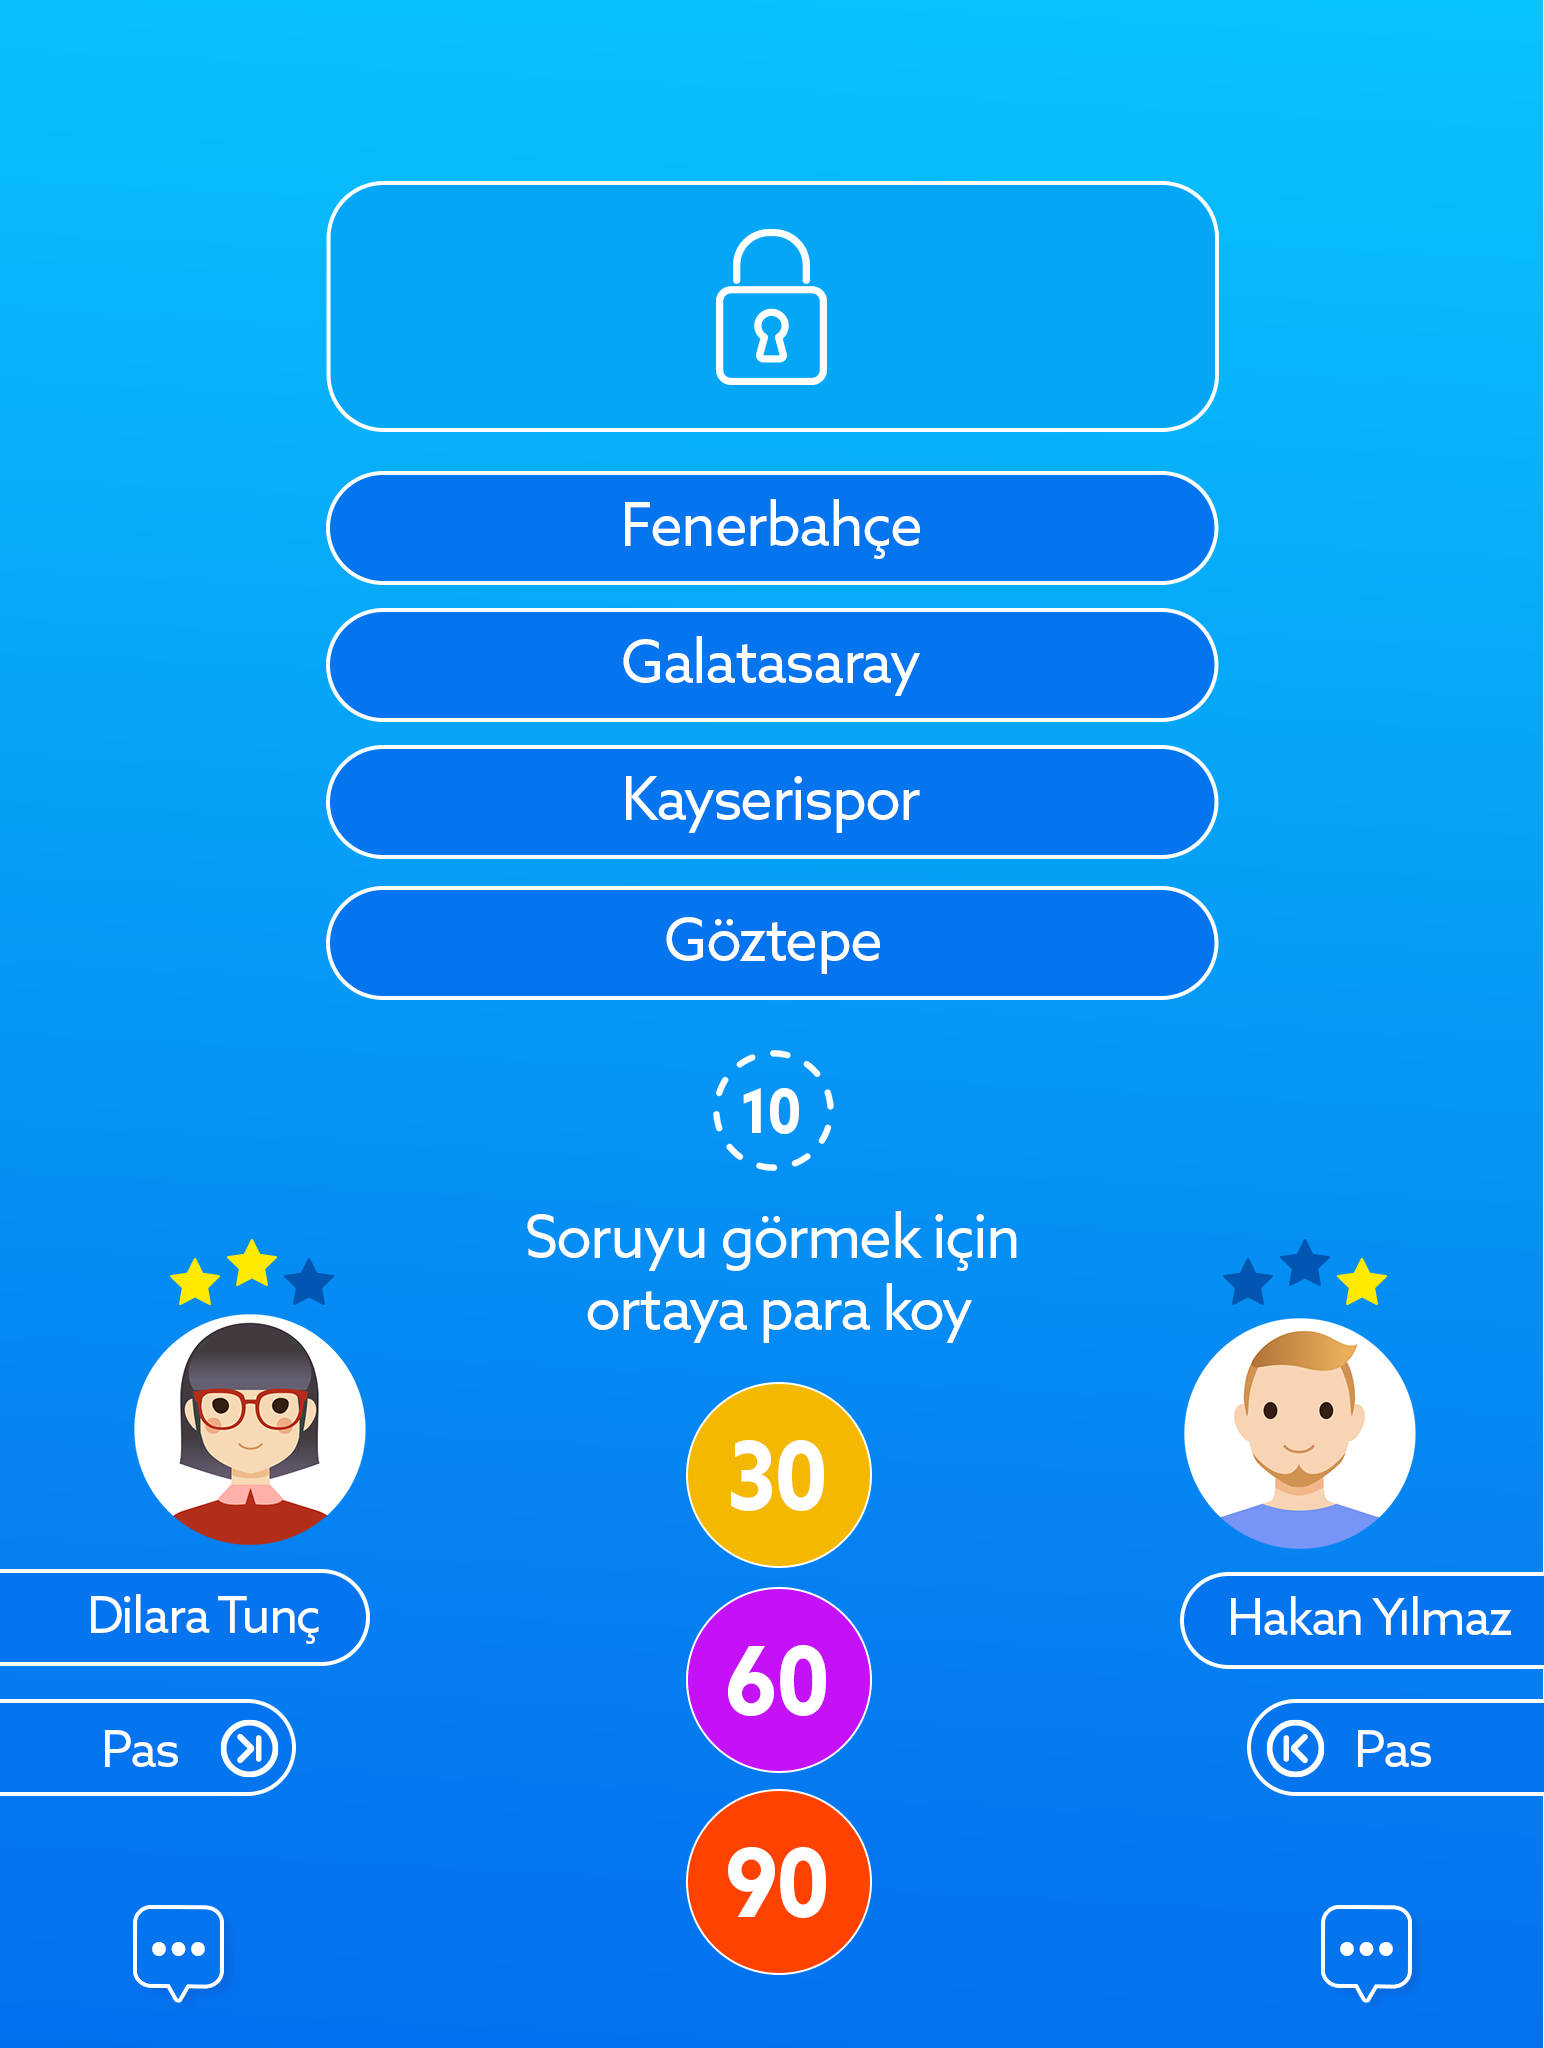 Fenerbahçe
Galatasaray
Kayserispor
Göztepe
10
Soruyu görmek için
ortaya para koy
30
60
90
Dilara Tunç
Pas
Hakan Yılmaz
Pas